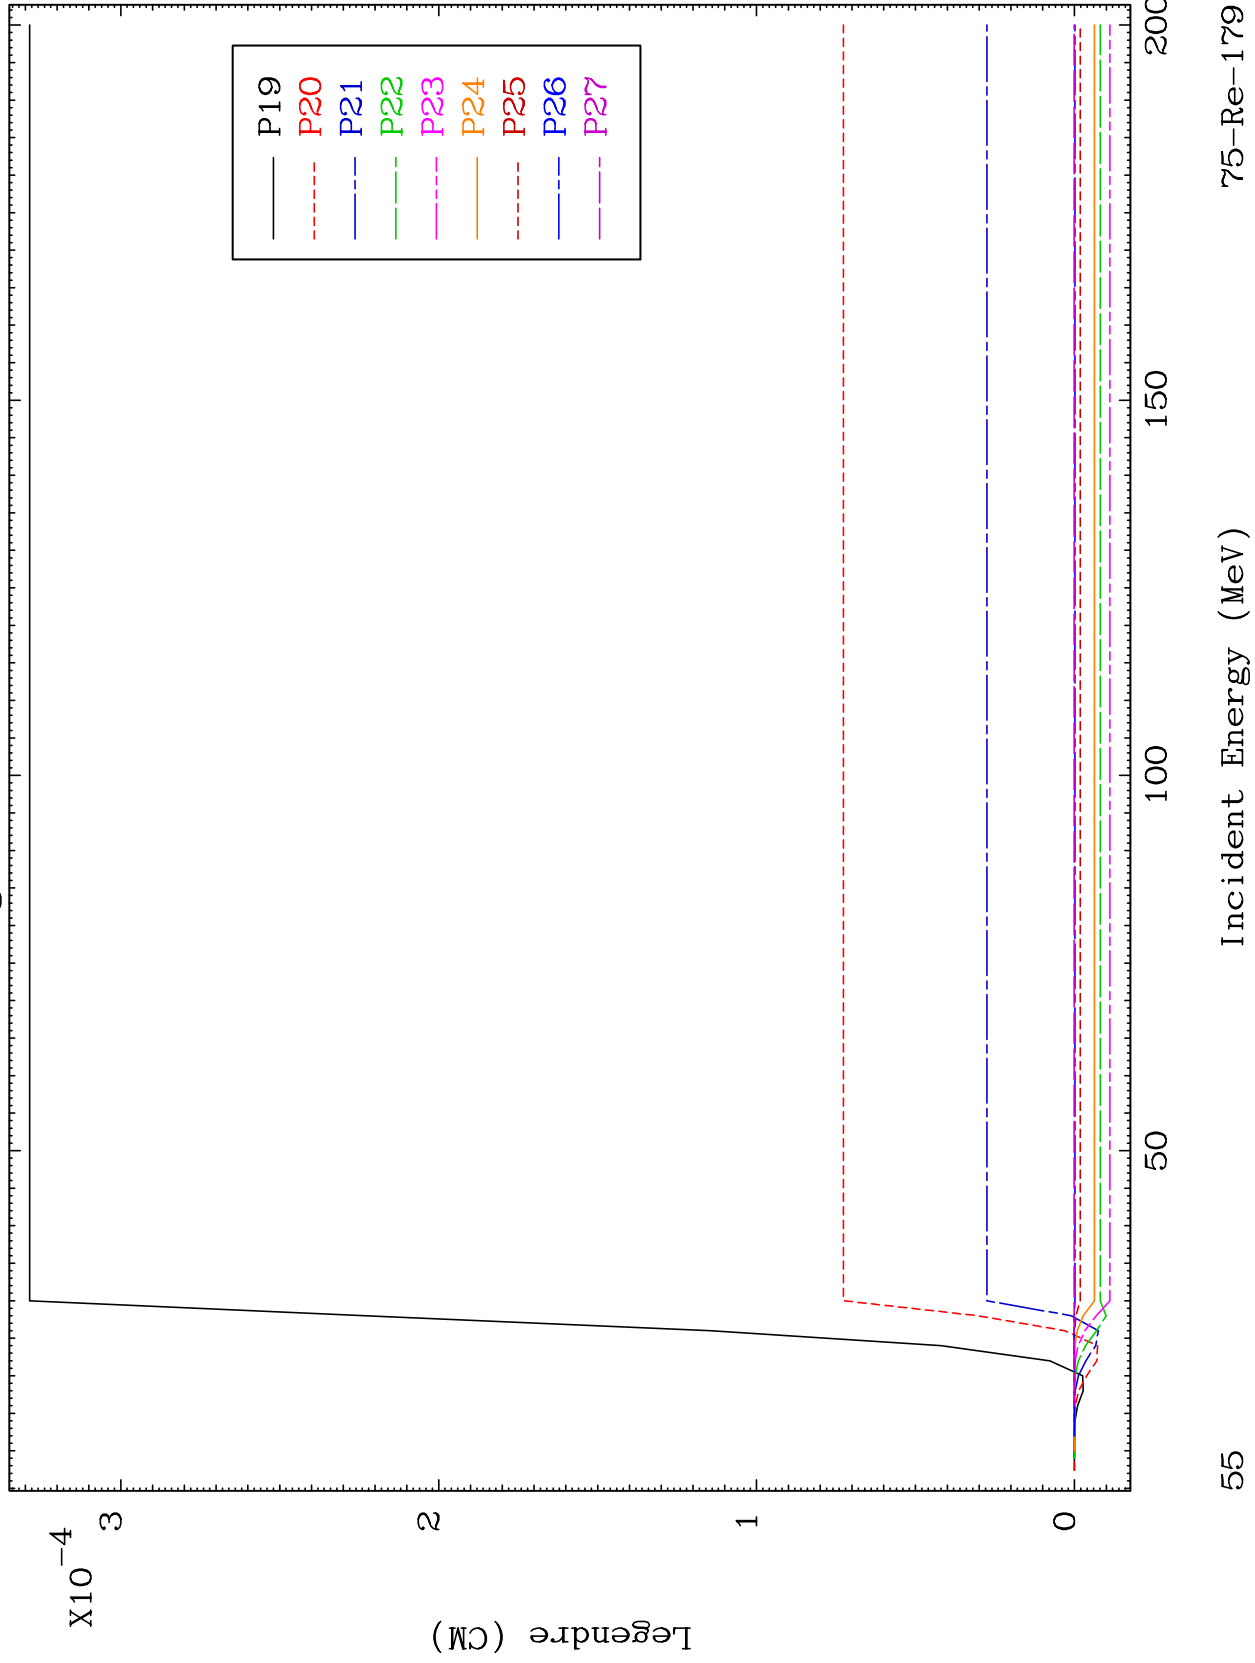 X10-4
3
2
1
0
Legendre (CM)
P19
P20
P21
P22
P23
P24
P25
P26
P27
50
100
150
200
55
Incident Energy (MeV)
75-Re-179